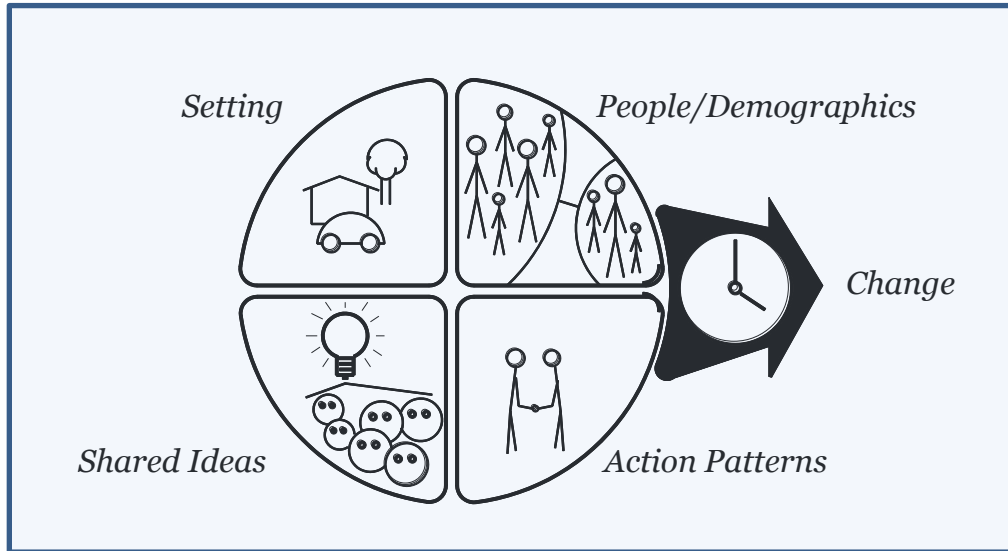 Setting
People/Demographics
Change
Shared Ideas
Action Patterns